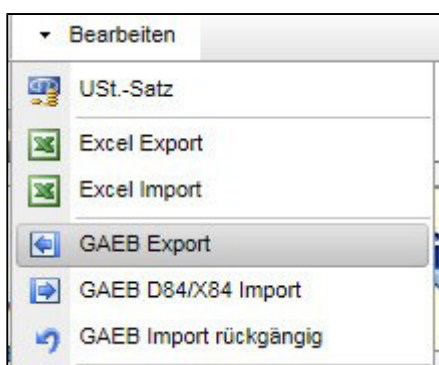 Bearbeiten
USt.-Satz
Excel Export
Excel Import
GAEB Export
GAEB D84/X84 Import
GAEB Import rückgängig